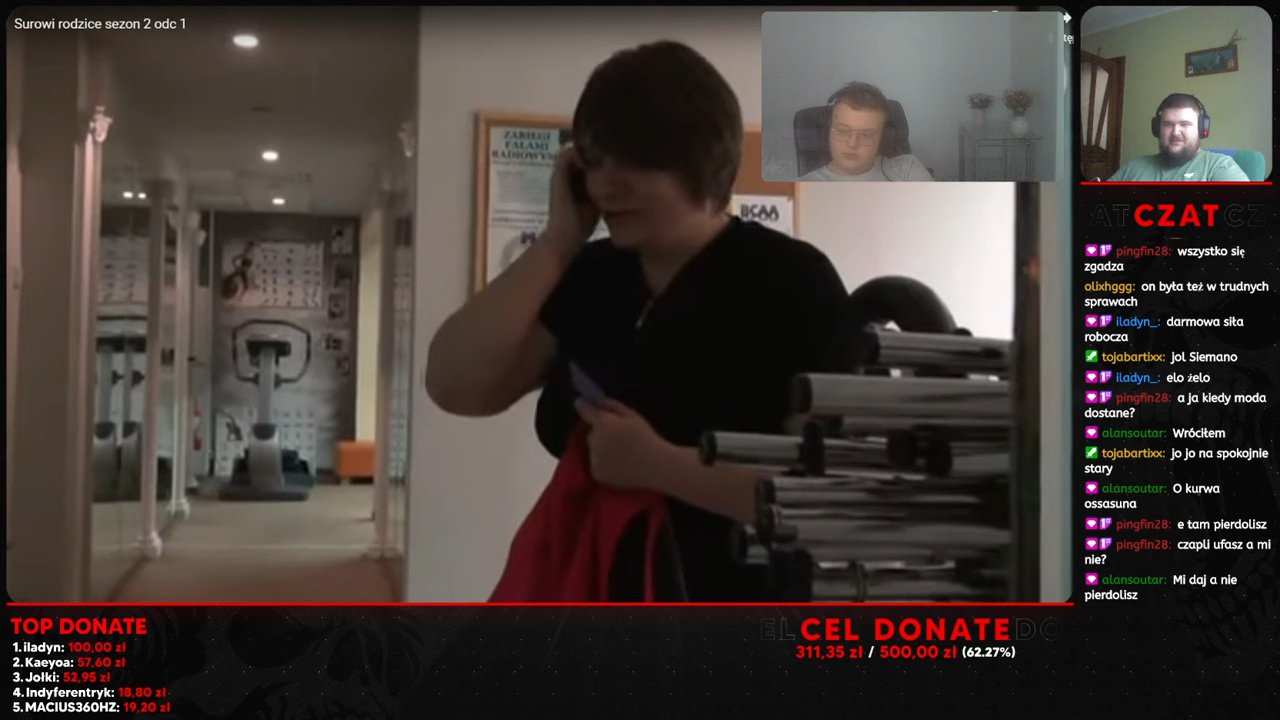 Surowi rodzice sezon 2 odc 1
ZABIEGI
FALAMI
RADIOWYMI
BCAA
CZAT
pingfin28: wszystko się
zgadza
olixhggg: on była też w trudnych
sprawach
iladyn_: darmowa siła
robocza
tojabartixx: jol Siemano
iladyn_: elo żelo
pingfin28: a ja kiedy moda
dostane?
alansoutar: Wróciłem
tojabartixx: jo jo na spokojnie
stary
alansoutar: O kurwa
ossasuna
pingfin28: e tam pierdolisz
pingfin28: czapli ufasz a mi
nie?
alansoutar: Mi daj a nie
pierdolisz
TOP DONATE
1. iladyn: 100,00 zł
2. Kaeyoa: 57,60 zł
3. Jołki: 52,95 zł
4. Indyferentryk: 18,80 zł
5. MACIUS360HZ: 19,20 zł
CEL DONATE
311,35 zł / 500,00 zł (62.27%)